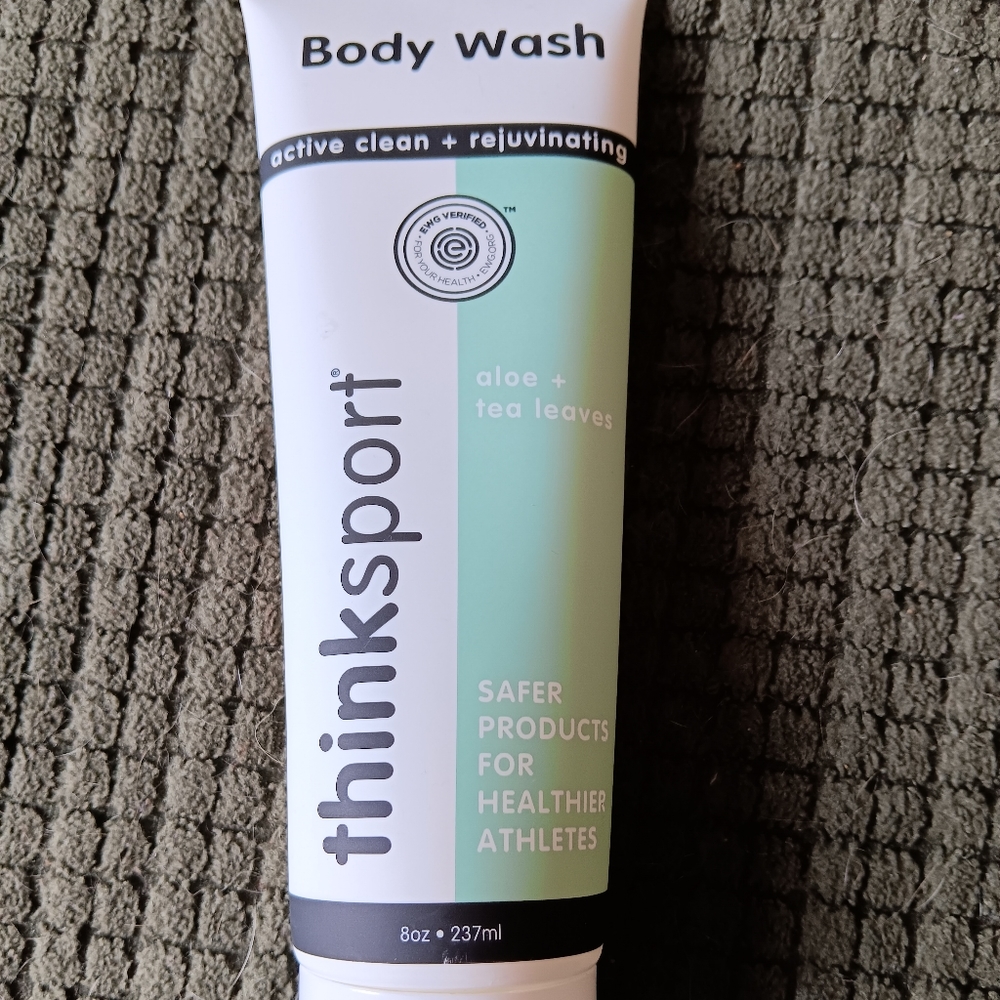 Body Wash
active clean + rejuvinating
EWG VERIFIED
· FOR YOUR HEALTH · EWG.ORG
™
e
aloe +
tea leaves
thinksport®
SAFER
PRODUCTS
FOR
HEALTHIER
ATHLETES
8oz • 237ml